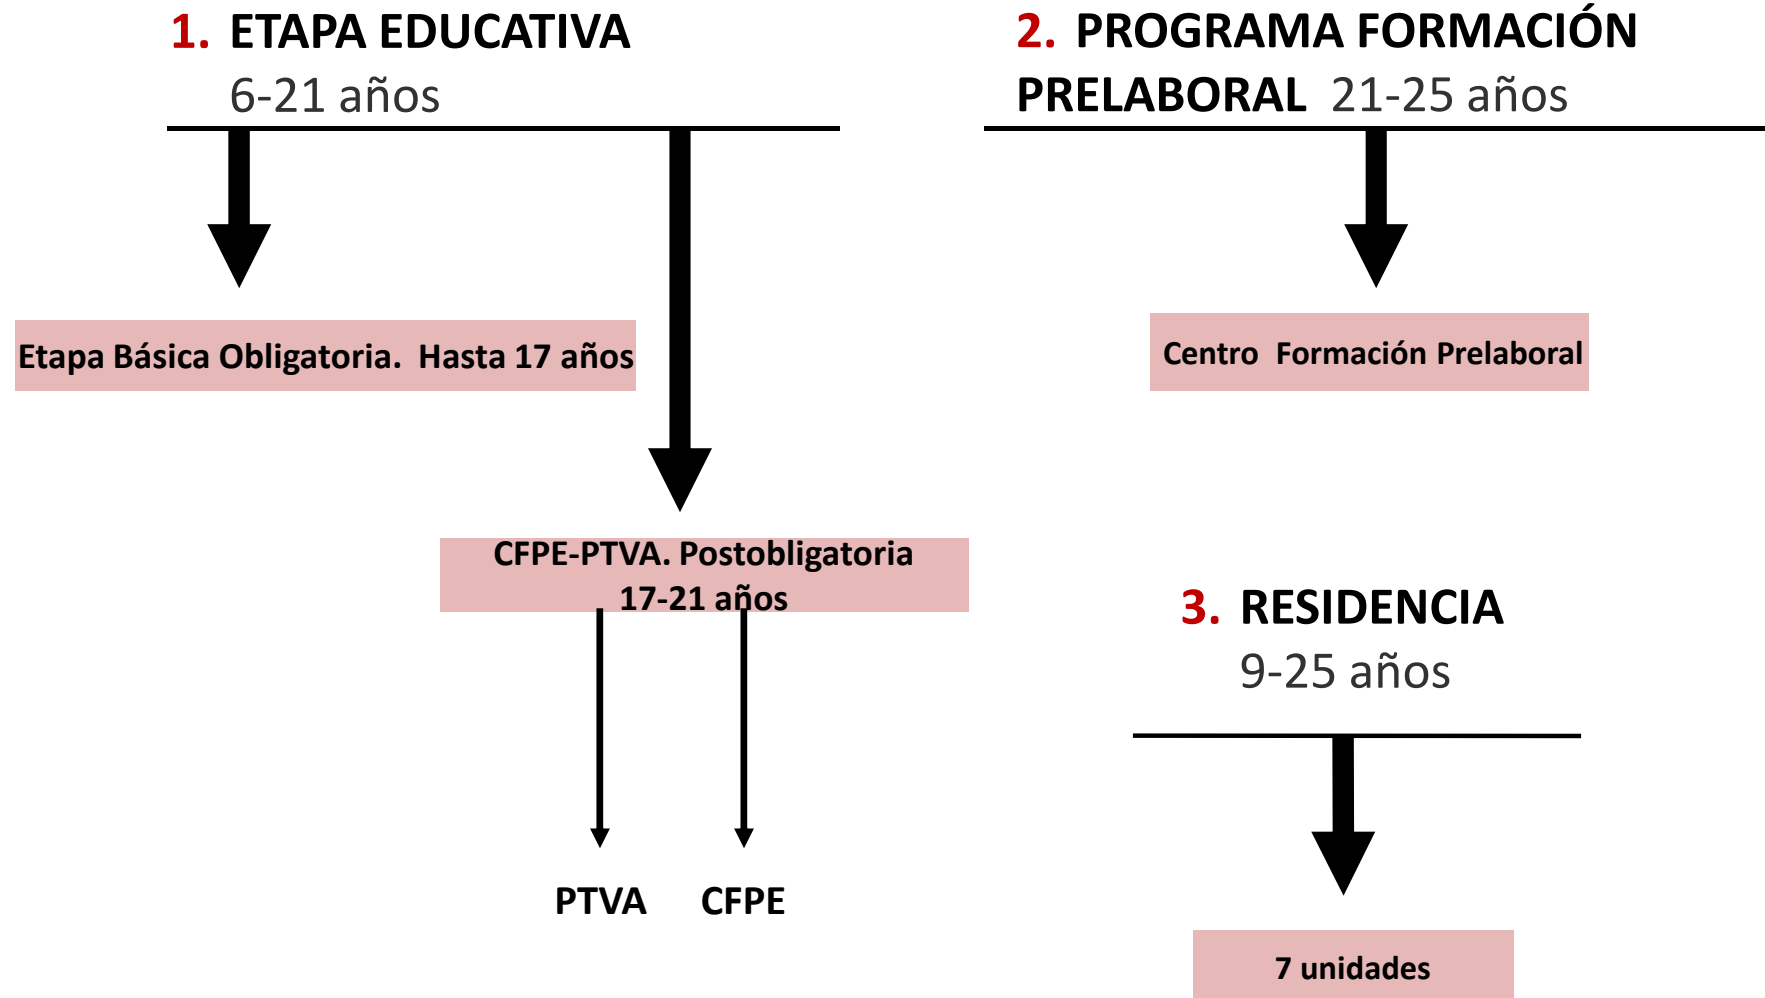 1. ETAPA EDUCATIVA
6-21 años
Etapa Básica Obligatoria. Hasta 17 años
CFPE-PTVA. Postobligatoria
17-21 años
PTVA
CFPE
2. PROGRAMA FORMACIÓN
PRELABORAL 21-25 años
Centro Formación Prelaboral
3. RESIDENCIA
9-25 años
7 unidades